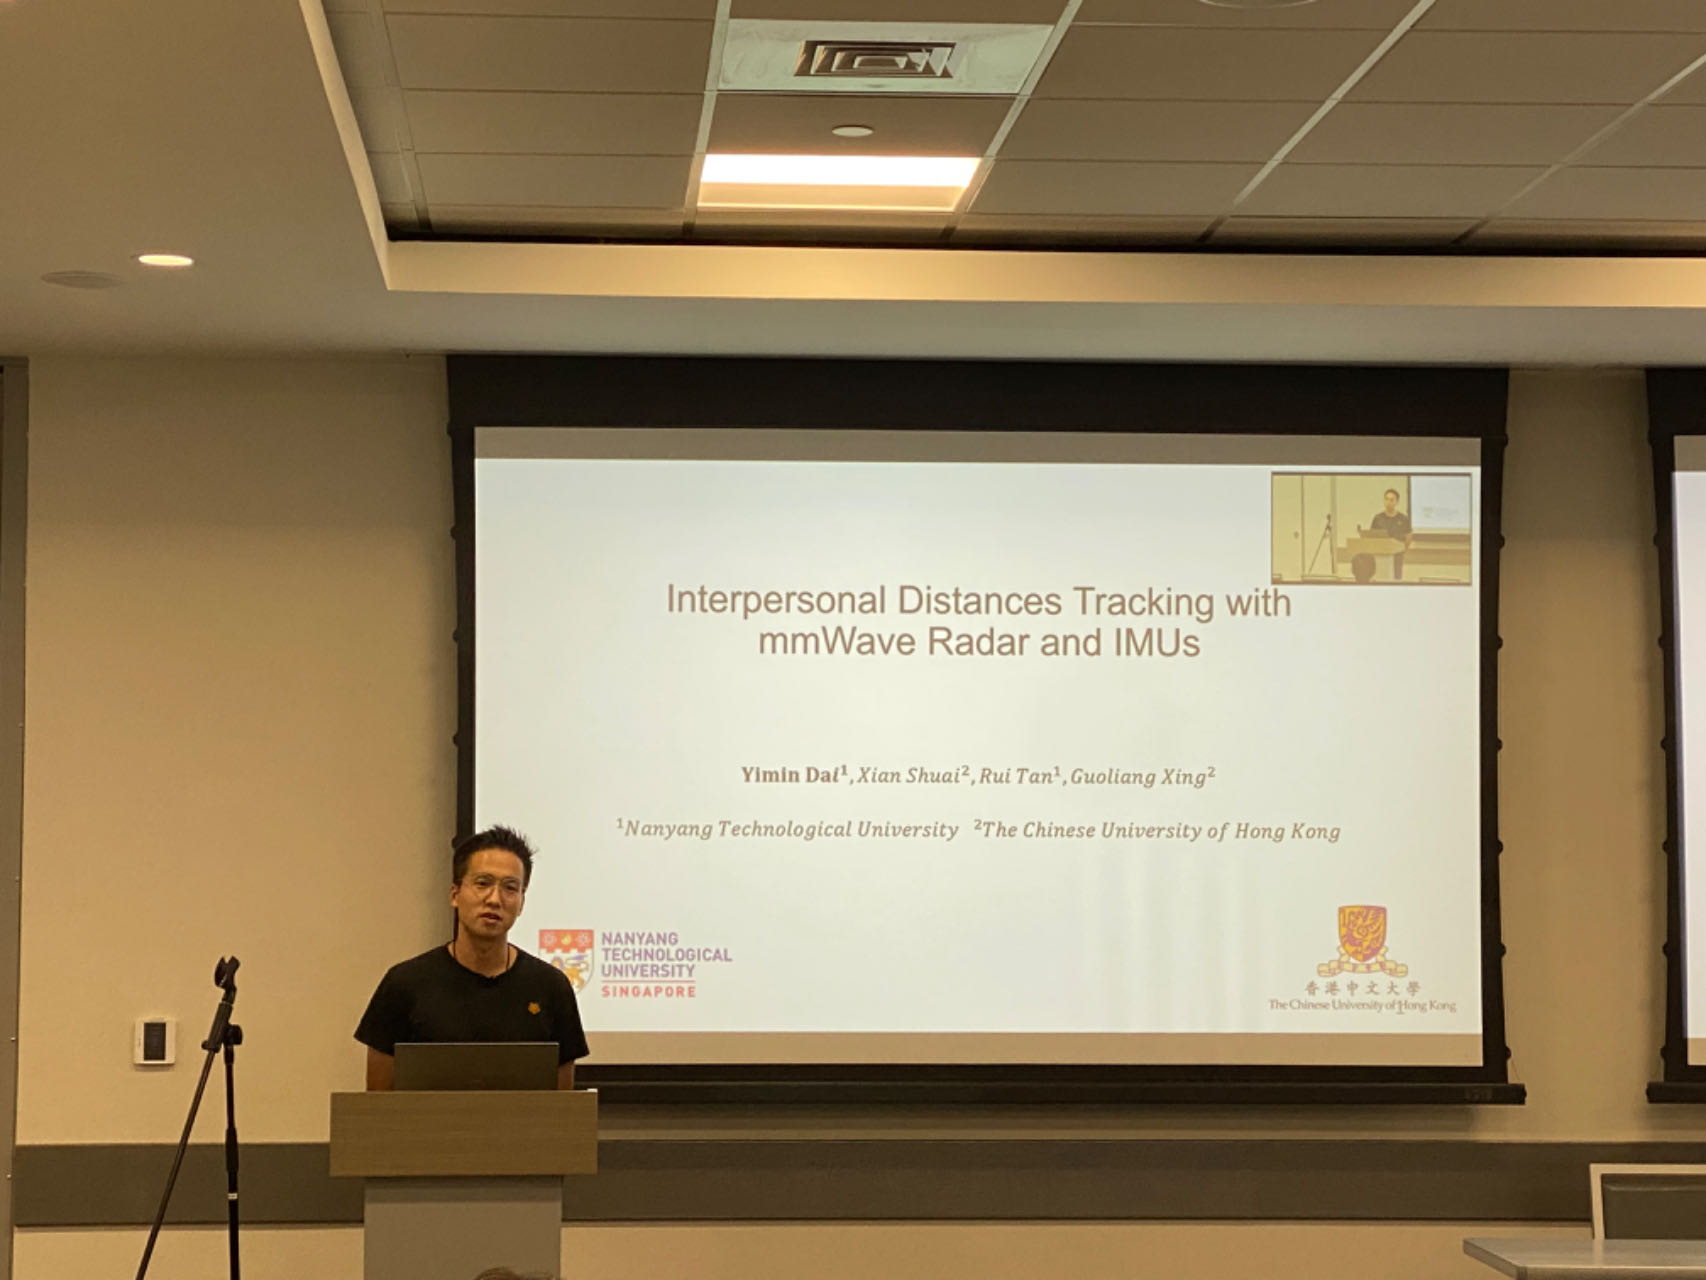 Interpersonal Distances Tracking with
mmWave Radar and IMUs
Yimin Dai¹, Xian Shuai², Rui Tan¹, Guoliang Xing²
¹Nanyang Technological University ²The Chinese University of Hong Kong
NANYANG
TECHNOLOGICAL
UNIVERSITY
SINGAPORE
香港中文大學
The Chinese University of Hong Kong
1